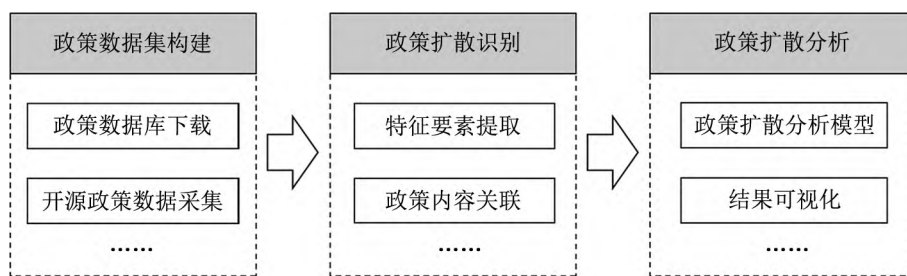 政策数据集构建
政策数据库下载
开源政策数据采集
……
政策扩散识别
特征要素提取
政策内容关联
……
政策扩散分析
政策扩散分析模型
结果可视化
……